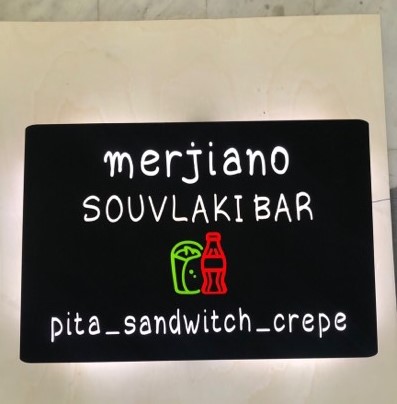 merjiano
SOUVLAKI BAR
pita_sandwitch_crepe